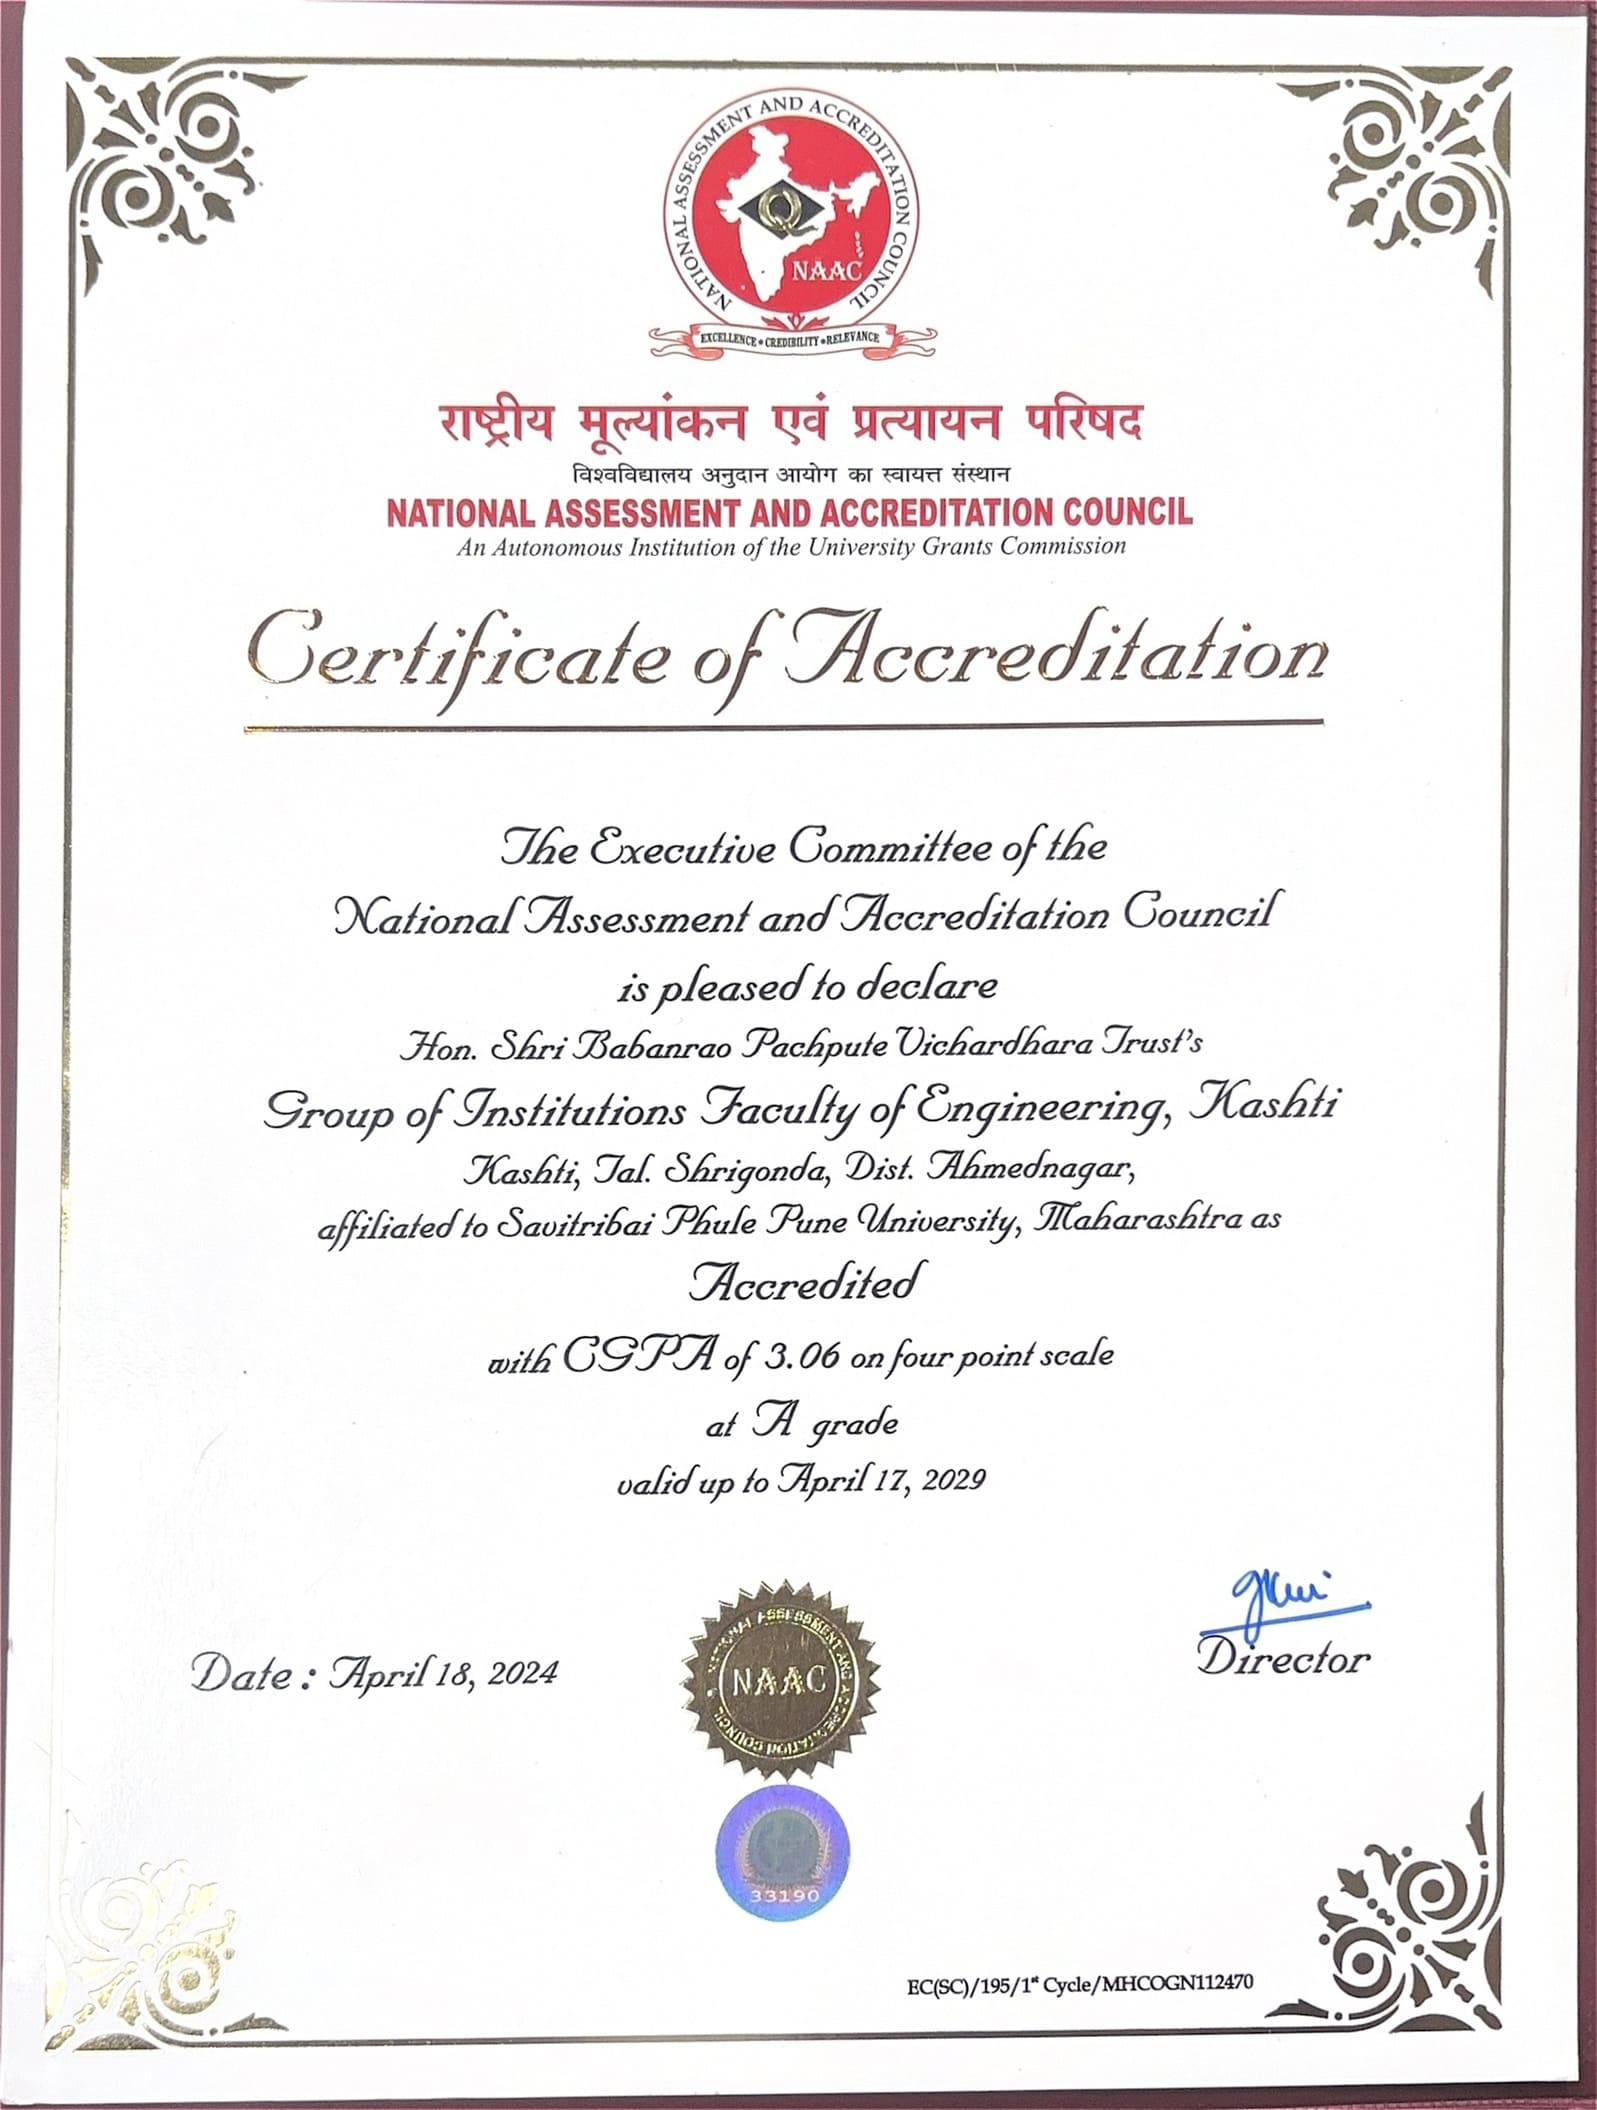 NATIONAL ASSESSMENT AND ACCREDITATION COUNCIL
Q
NAAC
EXCELLENCE • CREDIBILITY • RELEVANCE
राष्ट्रीय मूल्यांकन एवं प्रत्यायन परिषद
विश्वविद्यालय अनुदान आयोग का स्वायत्त संस्थान
NATIONAL ASSESSMENT AND ACCREDITATION COUNCIL
An Autonomous Institution of the University Grants Commission
Certificate of Accreditation
The Executive Committee of the
National Assessment and Accreditation Council
is pleased to declare
Hon. Shri Babanrao Pachpute Vichardhara Trust's
Group of Institutions Faculty of Engineering, Kashti
Kashti, Tal. Shrigonda, Dist. Ahmednagar,
affiliated to Savitribai Phule Pune University, Maharashtra as
Accredited
with CGPA of 3.06 on four point scale
at A grade
valid up to April 17, 2029
Date : April 18, 2024
NATIONAL ASSESSMENT AND ACCREDITATION COUNCIL
NAAC
Director
33190
EC(SC)/195/1st Cycle/MHCOGN112470